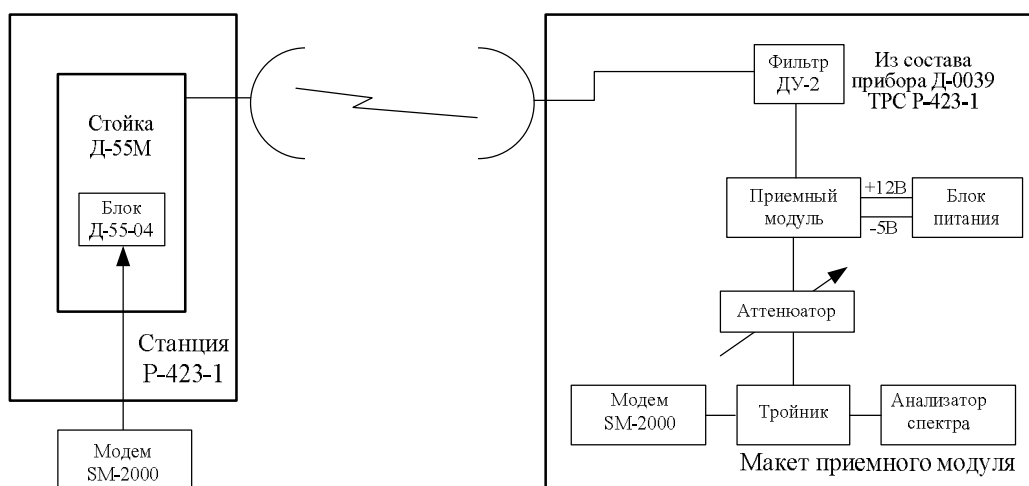 Стойка
Д-55М
Блок
Д-55-04
Станция
Р-423-1
Модем
SM-2000
Фильтр
ДУ-2
Из состава
прибора Д-0039
ТРС Р-423-1
Приемный
модуль
+12В
-5В
Блок
питания
Аттенюатор
Модем
SM-2000
Тройник
Анализатор
спектра
Макет приемного модуля